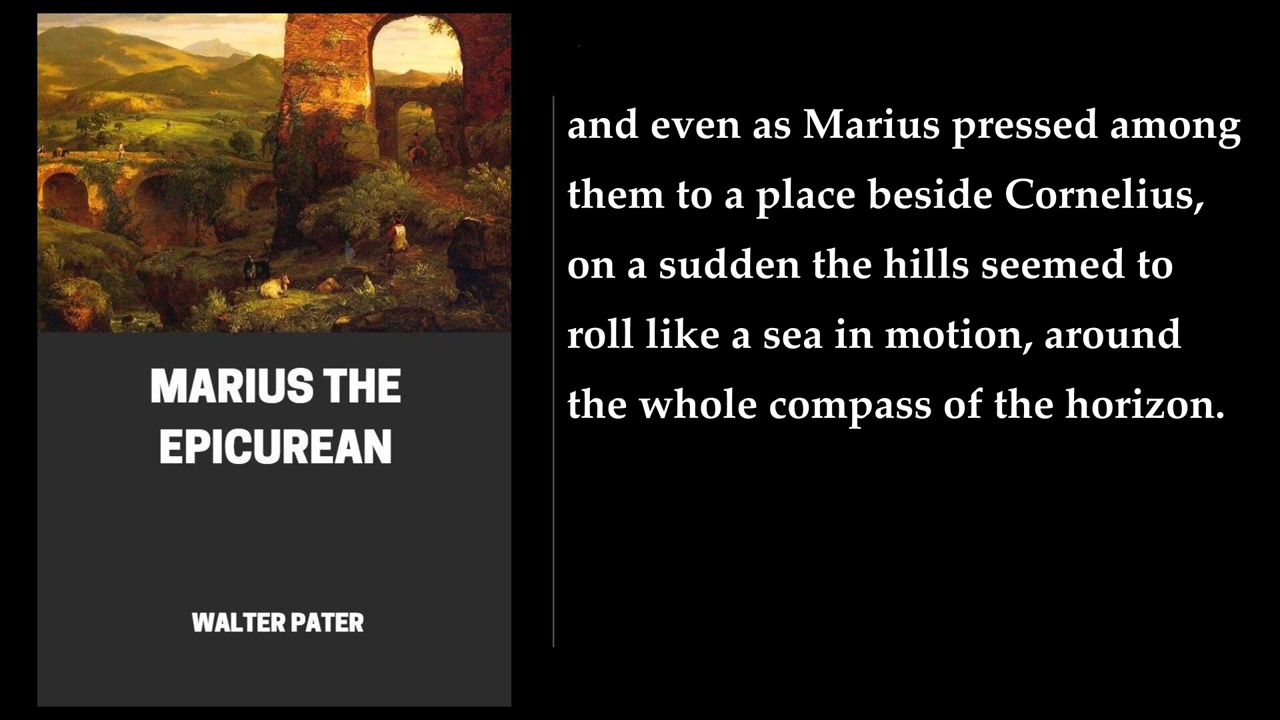 MARIUS THE
EPICUREAN
WALTER PATER
and even as Marius pressed among
them to a place beside Cornelius,
on a sudden the hills seemed to
roll like a sea in motion, around
the whole compass of the horizon.